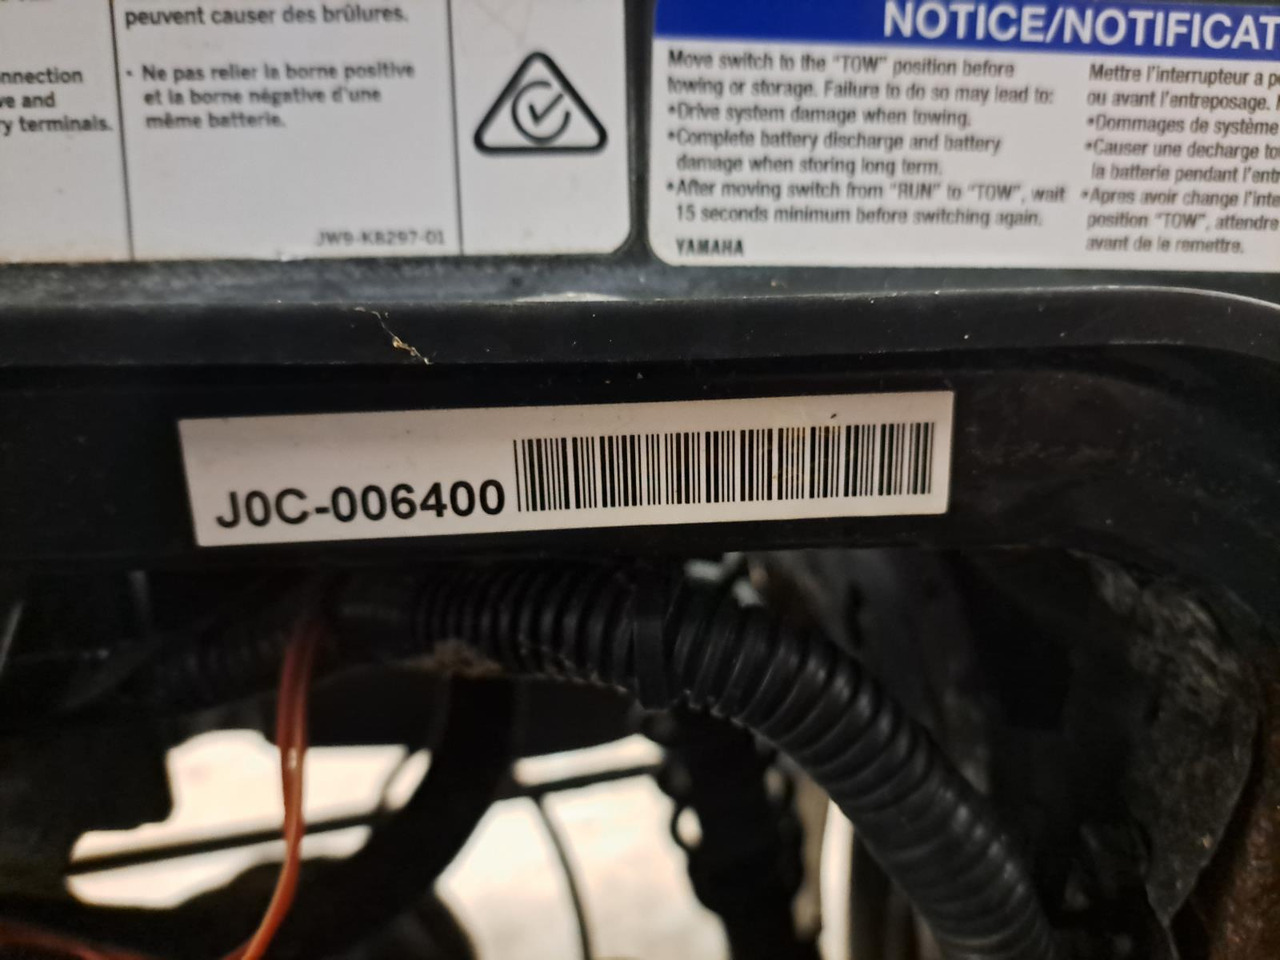 peuvent causer des brûlures.
nnection
ve and
ry terminals.
• Ne pas relier la borne positive
et la borne négative d'une
même batterie.
JW9-K8297-01
NOTICE/NOTIFICAT
Move switch to the "TOW" position before
towing or storage. Failure to do so may lead to:
•Drive system damage when towing.
•Complete battery discharge and battery
damage when storing long term.
•After moving switch from "RUN" to "TOW", wait
15 seconds minimum before switching again.
YAMAHA
Mettre l'interrupteur a po
ou avant l'entreposage.
•Dommages de système
•Causer une decharge to
la batterie pendant l'entr
•Apres avoir change l'inte
position "TOW", attendre
avant de le remettre.
J0C-006400